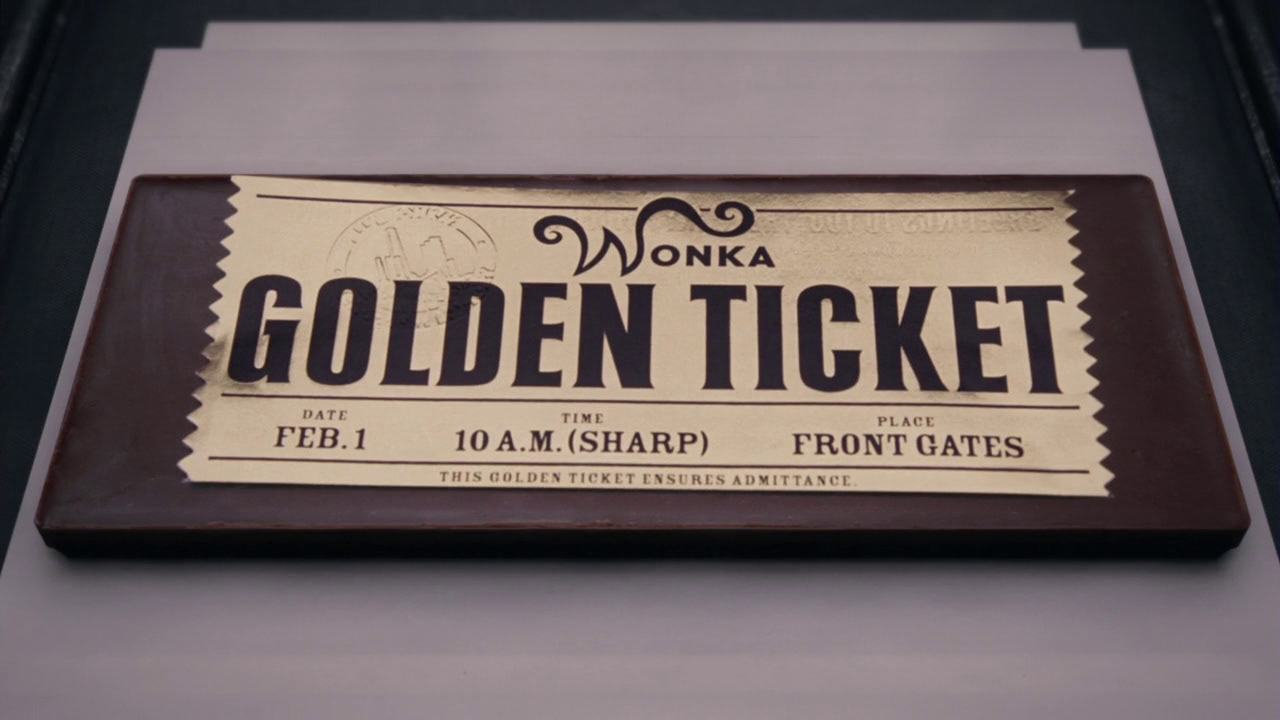 WONKA
GOLDEN TICKET
DATE TIME PLACE
FEB. 1 10 A.M. (SHARP) FRONT GATES
THIS GOLDEN TICKET ENSURES ADMITTANCE.